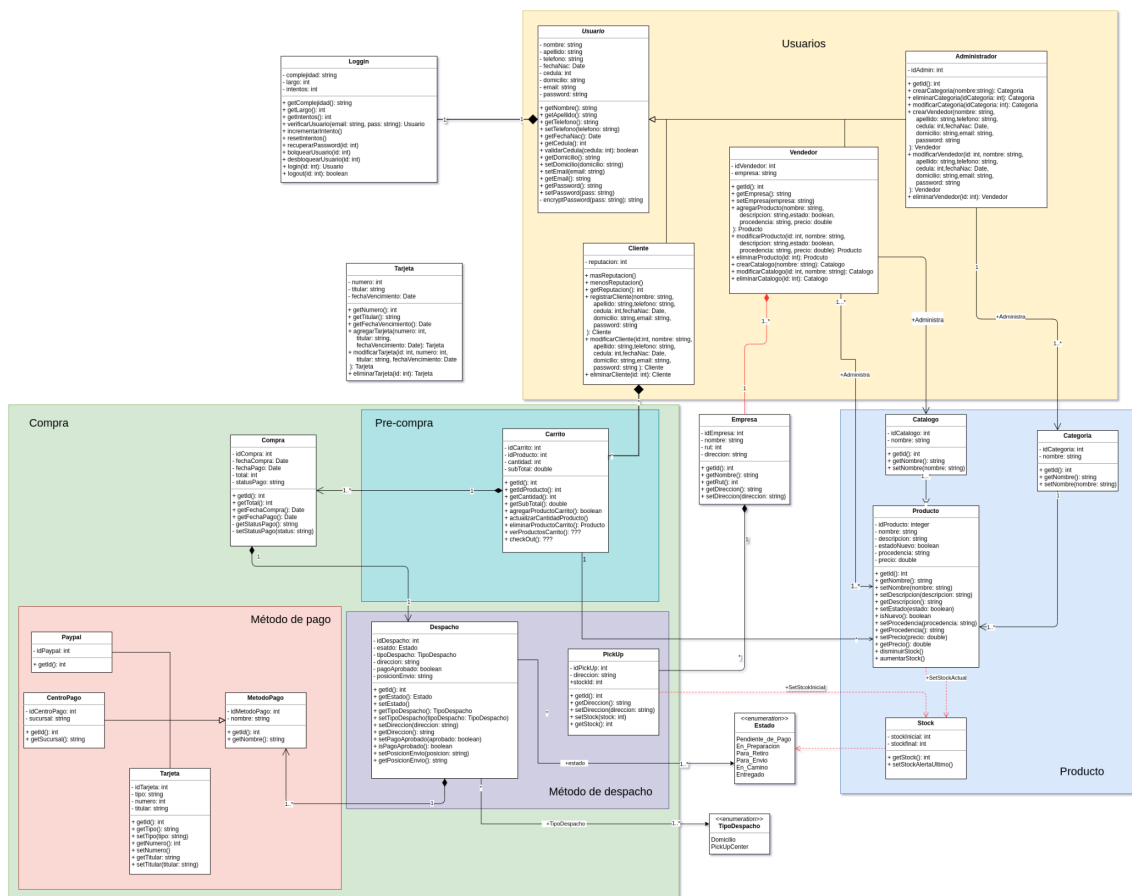 Usuarios
Usuario
- nombre: string
- apellido: string
- telefono: string
- fechaNac: Date
- cedula: int
- domicilio: string
- email: string
- password: string
+ getNombre(): string
+ getApellido(): string
+ getTelefono(): string
+ setTelefono(telefono: string)
+ getFechaNac(): Date
+ getCedula(): int
+ validarCedula(cedula: int): boolean
+ getDomicilio(): string
+ setDomicilio(domicilio: string)
+ setEmail(email: string)
+ getEmail(): string
+ getPassword(): string
+ setPassword(pass: string)
- encryptPassword(pass: string): string
Loggin
- complejidad: string
- largo: int
- intentos: int
+ getComplejidad(): string
+ getLargo(): int
+ getIntentos(): int
+ verificarUsuario(email: string, pass: string): Usuario
+ incrementarIntento()
+ resetIntentos()
+ recuperarPassword(id: int)
+ bolquearUsuario(id: int)
+ desbloquearUsuario(id: int)
+ login(id: int): Usuario
+ logout(id: int): boolean
1
1
Administrador
- idAdmin: int
+ getId(): int
+ crearCategoria(nombre:string): Categoria
+ eliminarCategoria(idCategoria: int): Categoria
+ modificarCategoria(idCategoria: int): Categoria
+ crearVendedor(nombre: string,
apellido:string,telefono: string,
cedula: int,fechaNac: Date,
domicilio: string,email: string,
password: string
): Vendedor
+ modificarVendedor(id: int, nombre: string,
apellido:string,telefono: string,
cedula: int,fechaNac: Date,
domicilio: string,email: string,
password: string
): Vendedor
+ eliminarVendedor(id: int): Vendedor
Vendedor
- idVendedor: int
- empresa: string
+ getId(): int
+ getEmpresa(): string
+ setEmpresa(empresa: string)
+ agregarProducto(nombre: string,
descripcion: string,estado: boolean,
procedencia: string, precio: double
): Producto
+ modificarProducto(id: int, nombre: string,
descripcion: string,estado: boolean,
procedencia: string, precio: double): Producto
+ eliminarProducto(id: int): Prodcuto
+ crearCatalogo(nombre: string): Catalogo
+ modificarCatalogo(id: int, nombre: string): Catalogo
+ eliminarCatalogo(id: int): Catalogo
Cliente
- reputacion: int
+ masReputacion()
+ menosReputacion()
+ getReputacion(): int
+ registrarCliente(nombre: string,
apellido: string,telefono: string,
cedula: int,fechaNac: Date,
domicilio: string,email: string,
password: string
): Cliente
+ modificarCliente(id: int, nombre: string,
apellido: string,telefono: string,
cedula: int,fechaNac: Date,
domicilio: string,email: string,
password: string ): Cliente
+ eliminarCliente(id: int): Cliente
Tarjeta
- numero: int
- titular: string
- fechaVencimiento: Date
+ getNumero(): int
+ getTitular(): string
+ getFechaVencimiento(): Date
+ agregarTarjeta(numero: int,
titular: string,
fechaVencimiento: Date): Tarjeta
+ modificarTarjeta(id: int, numero: int,
titular: string, fechaVencimiento: Date
): Tarjeta
+ eliminarTarjeta(id: int): Tarjeta
1..*
1...*
1
+Administra
+Administra
+Administra
1..*
1
Compra
Pre-compra
Compra
- idCompra: int
- fechaCompra: Date
- fechaPago: Date
- total: int
- statusPago: string
+ getId(): int
+ getTotal(): int
+ getFechaCompra(): Date
+ getFechaPago(): Date
- getStatusPago(): string
- setStatusPago(status: string)
1..*
1
Carrito
- idCarrito: int
- idProducto: int
- cantidad: int
- subTotal: double
+ getId(): int
+ getIdProducto(): int
+ getCantidad(): int
+ getSubTotal(): double
+ agregarProductoCarrito(): boolean
+ actualizarCantidadProducto()
+ eliminarProductoCarrito(): Producto
+ verProductosCarrito(): ???
+ checkOut(): ???
Empresa
- idEmpresa: int
- nombre: string
- rut: int
- direccion: string
+ getId(): int
+ getNombre(): string
+ getRut(): int
+ getDireccion(): string
+ setDireccion(direccion: string)
Catalogo
- idCatalogo: int
- nombre: string
+ getId(): int
+ getNombre(): string
+ setNombre(nombre: string)
1..*
Categoria
- idCategoria: int
- nombre: string
+ getId(): int
+ getNombre(): string
+ setNombre(nombre: string)
1
Producto
- idProducto: integer
- nombre: string
- descripcion: string
- estadoNuevo: boolean
- procedencia: string
- precio: double
+ getId(): int
+ getNombre(): string
+ setNombre(nombre: string)
+ setDescripcion(descripcion: string)
+ getDescripcion(): string
+ setEstado(estado: boolean)
+ isNuevo(): boolean
+ setProcedencia(procedencia: string)
+ getProcedencia(): string
+ setPrecio(precio: double)
+ getPrecio(): double
+ disminuirStock()
+ aumentarStock()
1..*
1..*
1
1
1
1
*
Método de pago
Paypal
- idPaypal: int
+ getId(): int
CentroPago
- idCentroPago: int
- sucursal: string
+ getId(): int
+ getSucursal(): string
MetodoPago
- idMetodoPago: int
- nombre: string
+ getId(): int
+ getNombre(): string
Tarjeta
- idTarjeta: int
- tipo: string
- numero: int
- titular: string
+ getId(): int
+ getTipo(): string
+ setTipo(tipo: string)
+ getNumero(): int
+ setNumero()
+ getTitular: string
+ setTitular(titular: string)
1..*
1
Despacho
- idDespacho: int
- esatdo: Estado
- tipoDespacho: TipoDespacho
- direccion: string
- pagoAprobado: boolean
- posicionEnvio: string
+ getId(): int
+ getEstado(): Estado
+ setEstado()
+ getTipoDespacho(): TipoDespacho
+ setTipoDespacho(tipoDespacho: TipoDespacho)
+ setDireccion(direccion: string)
+ getDireccion(): string
+ setPagoAprobado(aprobado: boolean)
+ isPagoAprobado(): boolean
+ setPosicionEnvio(posicion: string)
+ getPosicionEnvio(): string
Método de despacho
PickUp
- idPickUp: int
- direccion: string
+stockId: int
+ getId(): int
+ getDireccion(): string
+ setDireccion(direccion: string)
+ setStock(stock: int)
+ getStock(): int
+SetStcokInicial
+SetStockActual
Stock
- stockInicial: int
- stockfinal: int
+ getStock(): int
+ setStockAlertaUltimo()
Producto
<<enumeration>>
Estado
Pendiente_de_Pago
En_Preparacion
Para_Retiro
Para_Envio
En_Camino
Entregado
+estado
1..*
+TipoDespacho
1..*
<<enumeration>>
TipoDespacho
Domicilio
PickUpCenter